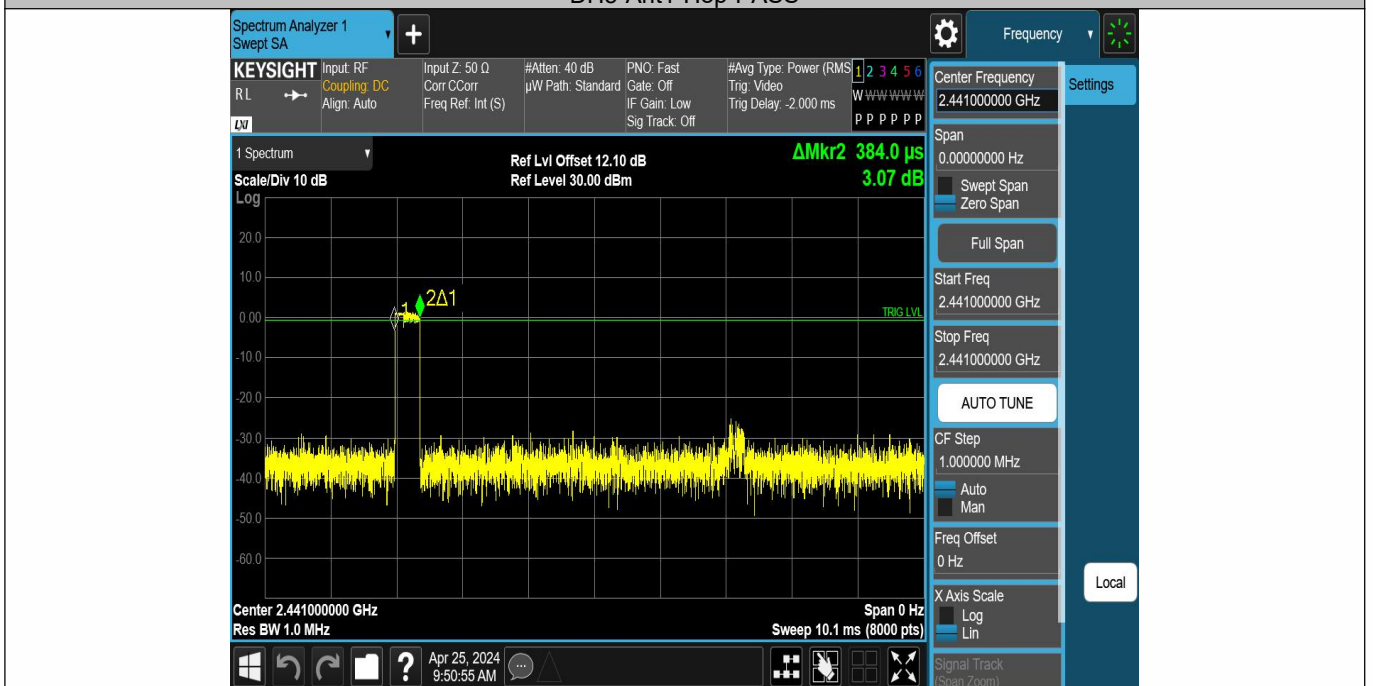 Spectrum Analyzer 1
Swept SA
+
Frequency
KEYSIGHT
RL
LXI
Input: RF
Coupling: DC
Align: Auto
Input Z: 50 Ω
Corr CCorr
Freq Ref: Int (S)
#Atten: 40 dB
µW Path: Standard
PNO: Fast
Gate: Off
IF Gain: Low
Sig Track: Off
#Avg Type: Power (RMS
Trig: Video
Trig Delay: -2.000 ms
1 2 3 4 5 6
W W W W W W
P P P P P P
1 Spectrum
Scale/Div 10 dB
Log
Ref Lvl Offset 12.10 dB
Ref Level 30.00 dBm
ΔMkr2 384.0 µs
3.07 dB
20.0
10.0
0.00
-10.0
-20.0
-30.0
-40.0
-50.0
-60.0
1
2Δ1
TRIG LVL
Center 2.441000000 GHz
Res BW 1.0 MHz
Span 0 Hz
Sweep 10.1 ms (8000 pts)
Center Frequency
2.441000000 GHz
Settings
Span
0.00000000 Hz
Swept Span
Zero Span
Full Span
Start Freq
2.441000000 GHz
Stop Freq
2.441000000 GHz
AUTO TUNE
CF Step
1.000000 MHz
Auto
Man
Freq Offset
0 Hz
X Axis Scale
Log
Lin
Signal Track
(Span Zoom)
Local
?
Apr 25, 2024
9:50:55 AM